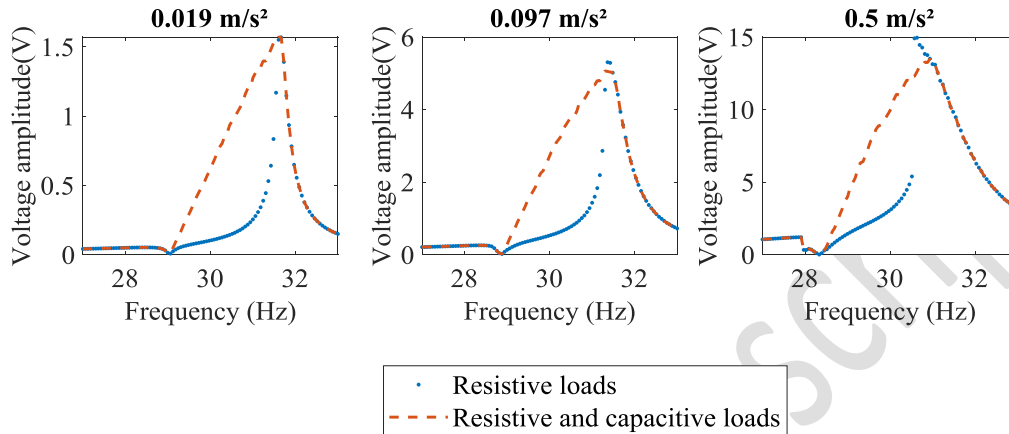 0.019 m/s²
0.097 m/s²
0.5 m/s²
Voltage amplitude(V)
1.5
1
0.5
0
28
30
32
Frequency (Hz)
Voltage amplitude(V)
6
4
2
0
28
30
32
Frequency (Hz)
Voltage amplitude(V)
15
10
5
0
28
30
32
Frequency (Hz)
Resistive loads
Resistive and capacitive loads